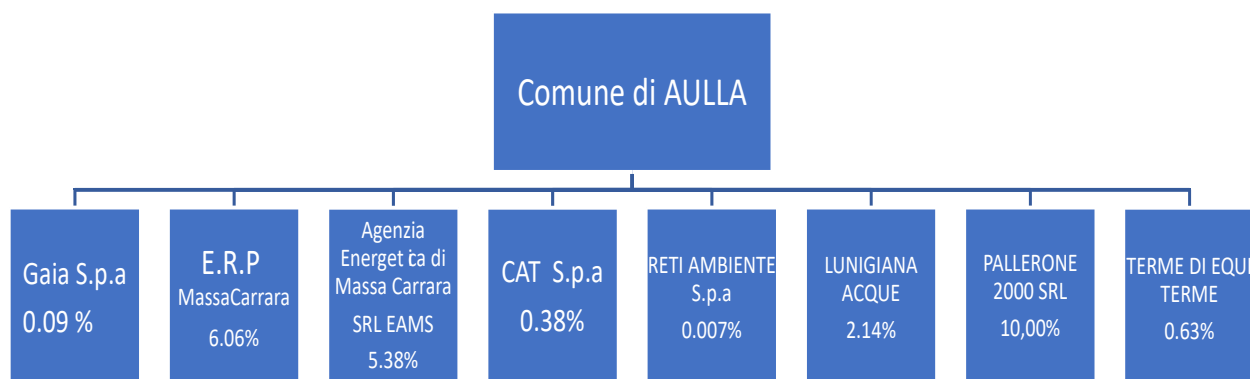 Comune di AULLA
Gaia S.p.a
0.09 %
E.R.P
MassaCarrara
6.06%
Agenzia
Energetica di
Massa Carrara
SRL EAMS
5.38%
CAT S.p.a
0.38%
RETI AMBIENTE
S.p.a
0.007%
LUNIGIANA
ACQUE
2.14%
PALLERONE
2000 SRL
10,00%
TERME DI EQUI
TERME
0.63%